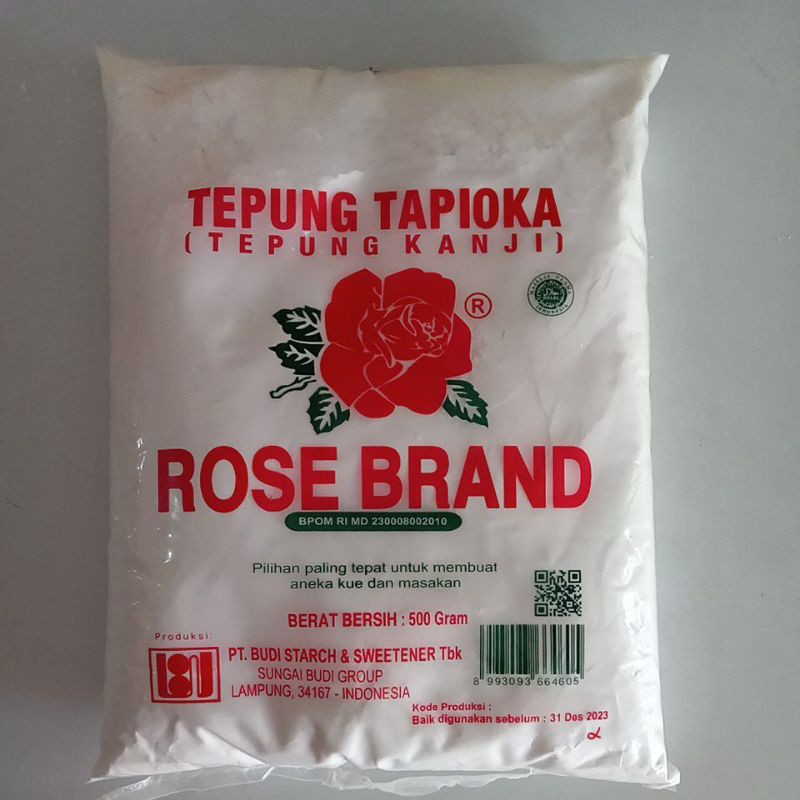 TEPUNG TAPIOKA
(TEPUNG KANJI)
®
HALAL
INDONESIA
ROSE BRAND
BPOM RI MD 230008002010
Pilihan paling tepat untuk membuat
aneka kue dan masakan
BERAT BERSIH : 500 Gram
Produksi:
PT. BUDI STARCH & SWEETENER Tbk
SUNGAI BUDI GROUP
LAMPUNG, 34167 - INDONESIA
8 993093 664605
Kode Produksi :
Baik digunakan sebelum : 31 Des 2023